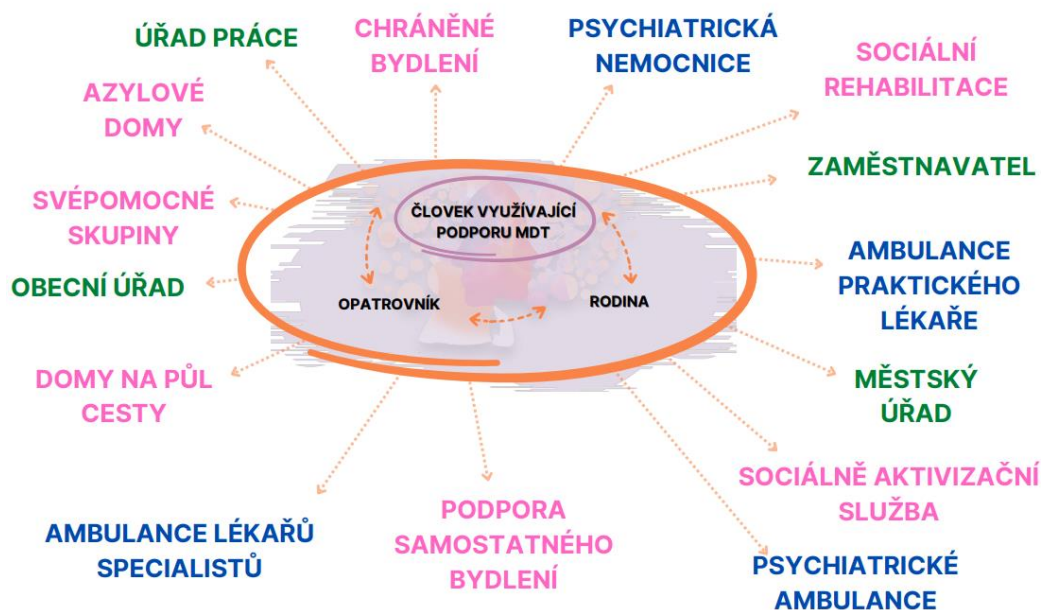 ÚŘAD PRÁCE
CHRÁNĚNÉ
BYDLENÍ
PSYCHIATRICKÁ
NEMOCNICE
SOCIÁLNÍ
REHABILITACE
AZYLOVÉ
DOMY
ZAMĚSTNAVATEL
SVÉPOMOCNÉ
SKUPINY
ČLOVEK VYUŽÍVAJÍCÍ
PODPORU MDT
OBECNÍ ÚŘAD
OPATROVNÍK
RODINA
AMBULANCE
PRAKTICKÉHO
LÉKAŘE
DOMY NA PŮL
CESTY
MĚSTSKÝ
ÚŘAD
AMBULANCE LÉKAŘŮ
SPECIALISTŮ
PODPORA
SAMOSTATNÉHO
BYDLENÍ
SOCIÁLNĚ AKTIVIZAČNÍ
SLUŽBA
PSYCHIATRICKÉ
AMBULANCE